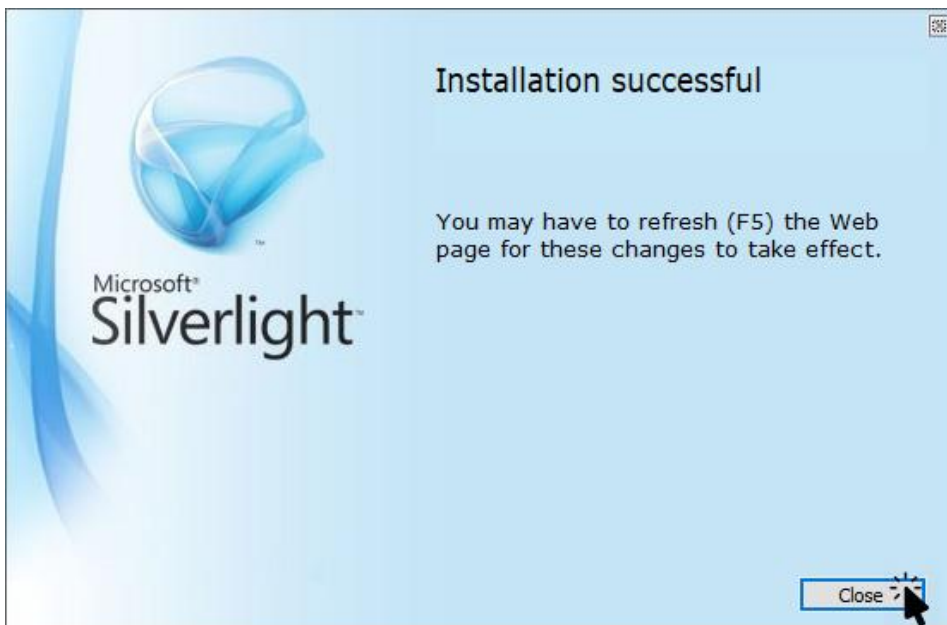 Installation successful
You may have to refresh (F5) the Web
page for these changes to take effect.
™
Microsoft®
Silverlight™
Close